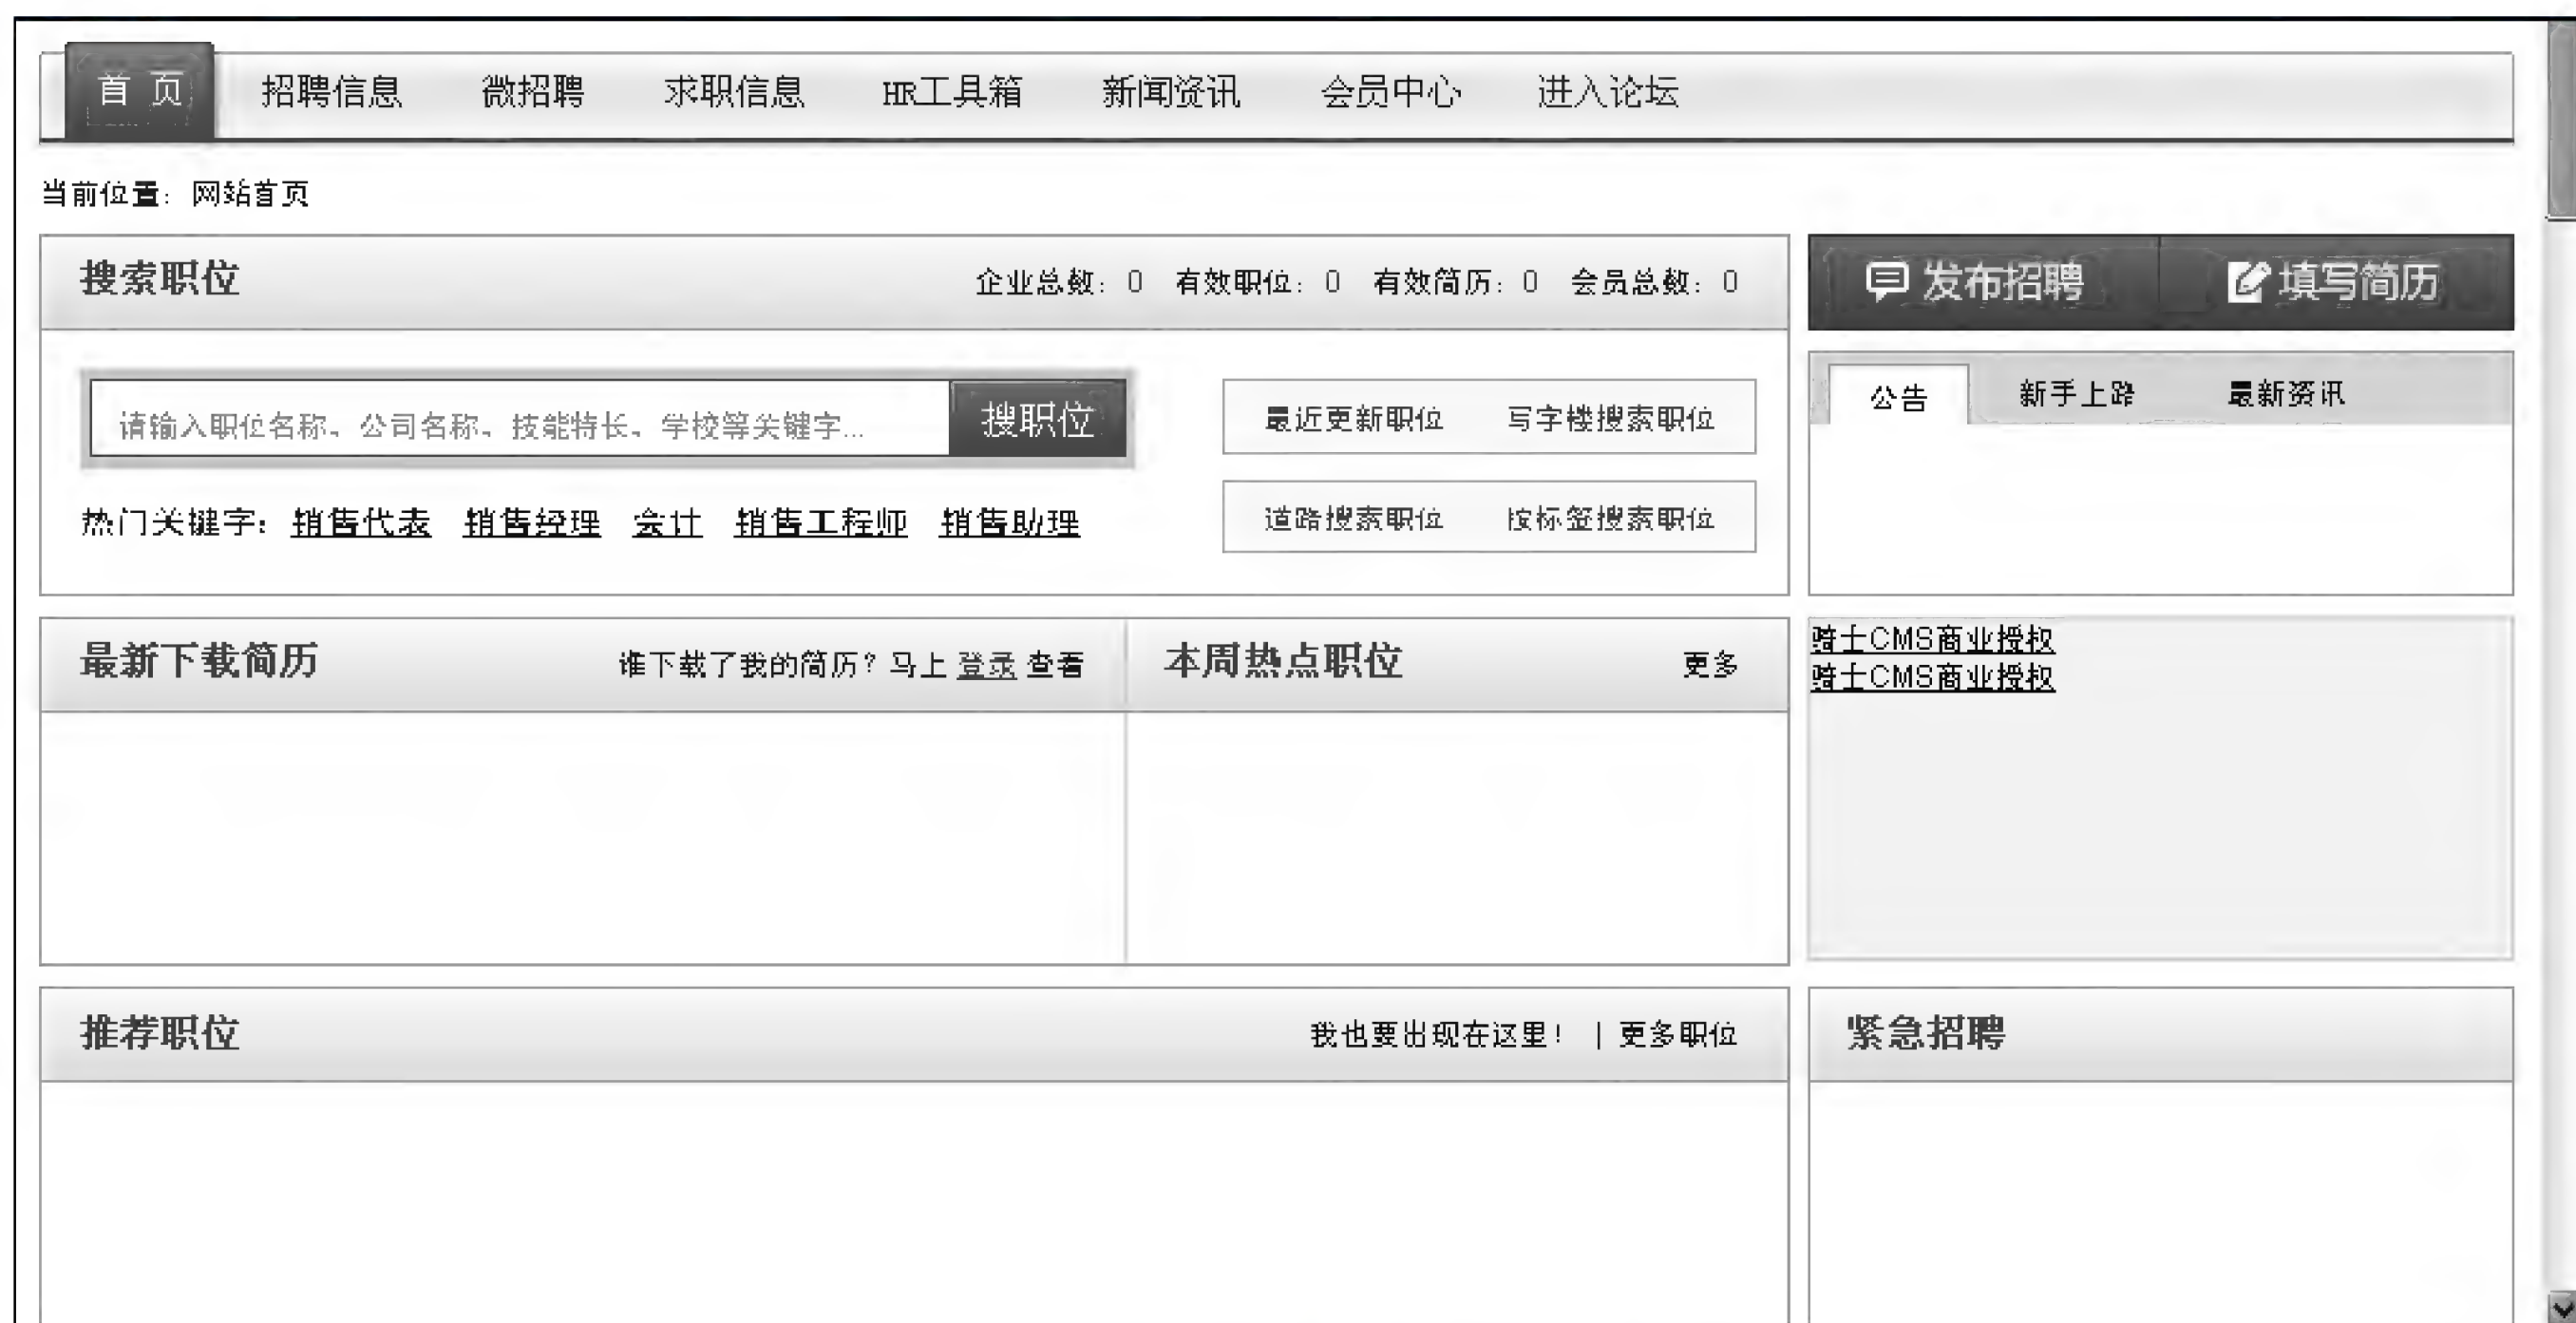 首 页 招聘信息 微招聘 求职信息 HR工具箱 新闻资讯 会员中心 进入论坛
当前位置：网站首页
搜索职位 企业总数：0 有效职位：0 有效简历：0 会员总数：0
发布招聘 填写简历
请输入职位名称、公司名称、技能特长、学校等关键字... 搜职位
最近更新职位 写字楼搜索职位
公告 新手上路 最新资讯
热门关键字：销售代表 销售经理 会计 销售工程师 销售助理
道路搜索职位 按标签搜索职位
最新下载简历 谁下载了我的简历？马上 登录 查看
本周热点职位 更多
骑士CMS商业授权
骑士CMS商业授权
推荐职位 我也要出现在这里！ | 更多职位
紧急招聘